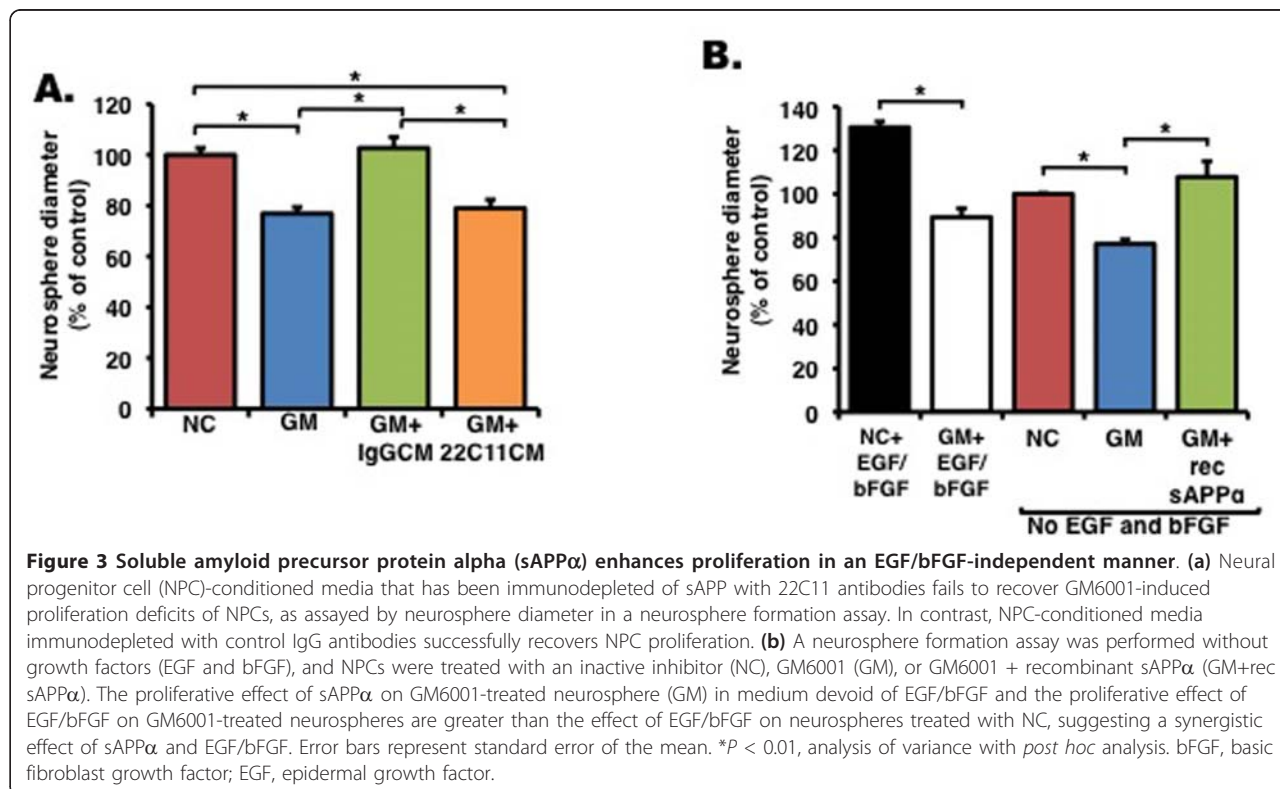 A.
B.
*
*
*
*
120
100
80
60
40
20
0
Neurosphere diameter
(% of control)
NC GM GM+ GM+
IgGCM 22C11CM
*
*
*
140
120
100
80
60
40
20
0
Neurosphere diameter
(% of control)
NC+ GM+ NC GM GM+
EGF/ EGF/ rec
bFGF bFGF sAPPα
No EGF and bFGF
Figure 3 Soluble amyloid precursor protein alpha (sAPPα) enhances proliferation in an EGF/bFGF-independent manner. (a) Neural
progenitor cell (NPC)-conditioned media that has been immunodepleted of sAPP with 22C11 antibodies fails to recover GM6001-induced
proliferation deficits of NPCs, as assayed by neurosphere diameter in a neurosphere formation assay. In contrast, NPC-conditioned media
immunodepleted with control IgG antibodies successfully recovers NPC proliferation. (b) A neurosphere formation assay was performed without
growth factors (EGF and bFGF), and NPCs were treated with an inactive inhibitor (NC), GM6001 (GM), or GM6001 + recombinant sAPPα (GM+rec
sAPPα). The proliferative effect of sAPPα on GM6001-treated neurosphere (GM) in medium devoid of EGF/bFGF and the proliferative effect of
EGF/bFGF on GM6001-treated neurospheres are greater than the effect of EGF/bFGF on neurospheres treated with NC, suggesting a synergistic
effect of sAPPα and EGF/bFGF. Error bars represent standard error of the mean. *P < 0.01, analysis of variance with post hoc analysis. bFGF, basic
fibroblast growth factor; EGF, epidermal growth factor.